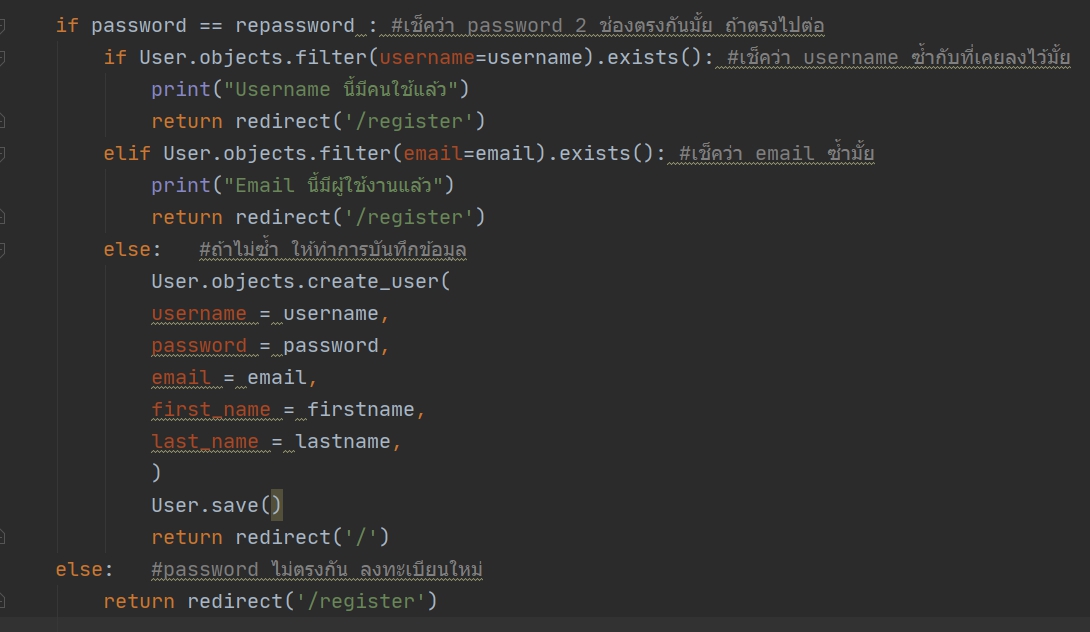 if password == repassword : #เช็คว่า password 2 ช่องตรงกันมั้ย ถ้าตรงไปต่อ
if User.objects.filter(username=username).exists(): #เช็คว่า username ซ้ำกับที่เคยลงไว้มั้ย
print("Username นี้มีคนใช้แล้ว")
return redirect('/register')
elif User.objects.filter(email=email).exists(): #เช็คว่า email ซ้ำมั้ย
print("Email นี้มีผู้ใช้งานแล้ว")
return redirect('/register')
else: #ถ้าไม่ซ้ำ ให้ทำการบันทึกข้อมูล
User.objects.create_user(
username = username,
password = password,
email = email,
first_name = firstname,
last_name = lastname,
)
User.save()
return redirect('/')
else: #password ไม่ตรงกัน ลงทะเบียนใหม่
return redirect('/register')